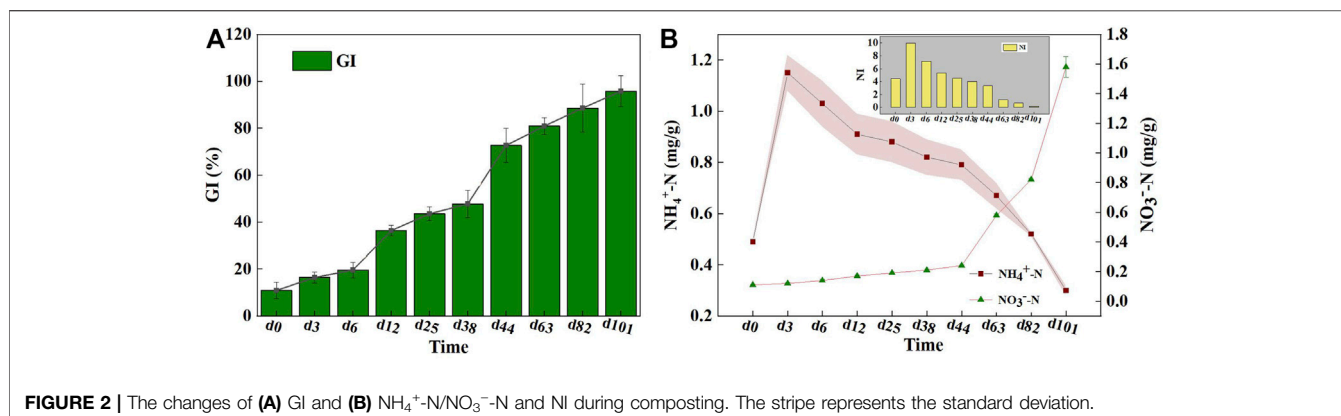 A
GI
120
100
80
60
40
20
0
GI (%)
d0 d3 d6 d12 d25 d38 d44 d63 d82 d101
Time
B
NI
10
8
6
4
2
0
NI
d0 d3 d6 d12 d25 d38 d44 d63 d82 d101
1.2
1.0
0.8
0.6
0.4
0.2
NH₄⁺-N (mg/g)
1.8
1.6
1.4
1.2
1.0
0.8
0.6
0.4
0.2
0.0
NO₃⁻-N (mg/g)
NH₄⁺-N
NO₃⁻-N
d0 d3 d6 d12 d25 d38 d44 d63 d82 d101
Time
FIGURE 2 | The changes of (A) GI and (B) NH₄⁺-N/NO₃⁻-N and NI during composting. The stripe represents the standard deviation.